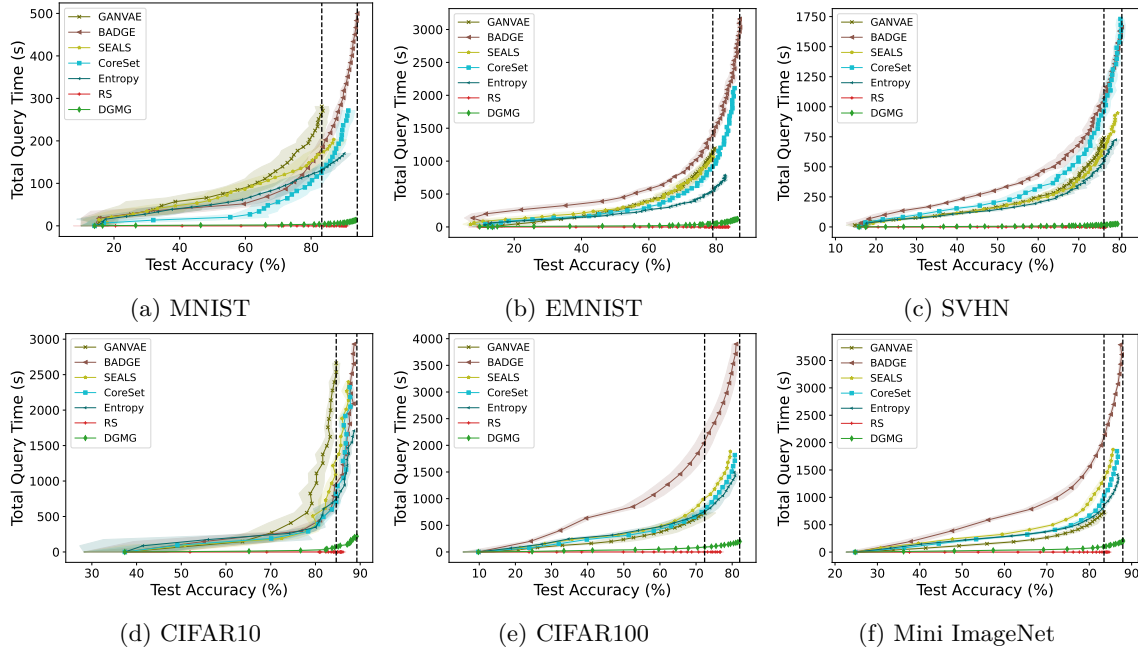 GANVAE
BADGE
SEALS
CoreSet
Entropy
RS
DGMG
Total Query Time (s)
500
400
300
200
100
0
20
40
60
80
Test Accuracy (%)
(a) MNIST
GANVAE
BADGE
SEALS
CoreSet
Entropy
RS
DGMG
Total Query Time (s)
3000
2500
2000
1500
1000
500
0
20
40
60
80
Test Accuracy (%)
(b) EMNIST
GANVAE
BADGE
SEALS
CoreSet
Entropy
RS
DGMG
Total Query Time (s)
1750
1500
1250
1000
750
500
250
0
10
20
30
40
50
60
70
80
Test Accuracy (%)
(c) SVHN
GANVAE
BADGE
SEALS
CoreSet
Entropy
RS
DGMG
Total Query Time (s)
3000
2500
2000
1500
1000
500
0
30
40
50
60
70
80
90
Test Accuracy (%)
(d) CIFAR10
GANVAE
BADGE
SEALS
CoreSet
Entropy
RS
DGMG
Total Query Time (s)
4000
3500
3000
2500
2000
1500
1000
500
0
10
20
30
40
50
60
70
80
Test Accuracy (%)
(e) CIFAR100
GANVAE
BADGE
SEALS
CoreSet
Entropy
RS
DGMG
Total Query Time (s)
3500
3000
2500
2000
1500
1000
500
0
20
30
40
50
60
70
80
90
Test Accuracy (%)
(f) Mini ImageNet